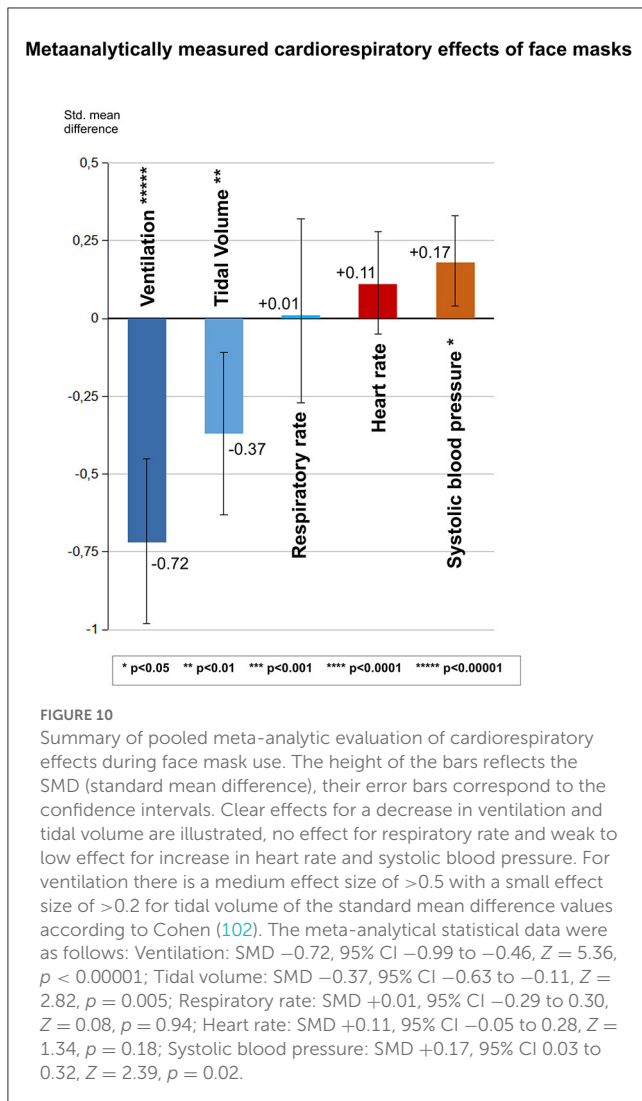 Metaanalytically measured cardiorespiratory effects of face masks
Std. mean
difference
0,5
0,25
0
-0,25
-0,5
-0,75
-1
Ventilation *****
-0.72
Tidal Volume **
-0.37
+0.01
Respiratory rate
+0.11
Heart rate
+0.17
Systolic blood pressure *
* p<0.05 ** p<0.01 *** p<0.001 **** p<0.0001 ***** p<0.00001
FIGURE 10
Summary of pooled meta-analytic evaluation of cardiorespiratory
effects during face mask use. The height of the bars reflects the
SMD (standard mean difference), their error bars correspond to the
confidence intervals. Clear effects for a decrease in ventilation and
tidal volume are illustrated, no effect for respiratory rate and weak to
low effect for increase in heart rate and systolic blood pressure. For
ventilation there is a medium effect size of >0.5 with a small effect
size of >0.2 for tidal volume of the standard mean difference values
according to Cohen (102). The meta-analytical statistical data were
as follows: Ventilation: SMD −0.72, 95% CI −0.99 to −0.46, Z = 5.36,
p < 0.00001; Tidal volume: SMD −0.37, 95% CI −0.63 to −0.11, Z =
2.82, p = 0.005; Respiratory rate: SMD +0.01, 95% CI −0.29 to 0.30,
Z = 0.08, p = 0.94; Heart rate: SMD +0.11, 95% CI −0.05 to 0.28, Z =
1.34, p = 0.18; Systolic blood pressure: SMD +0.17, 95% CI 0.03 to
0.32, Z = 2.39, p = 0.02.